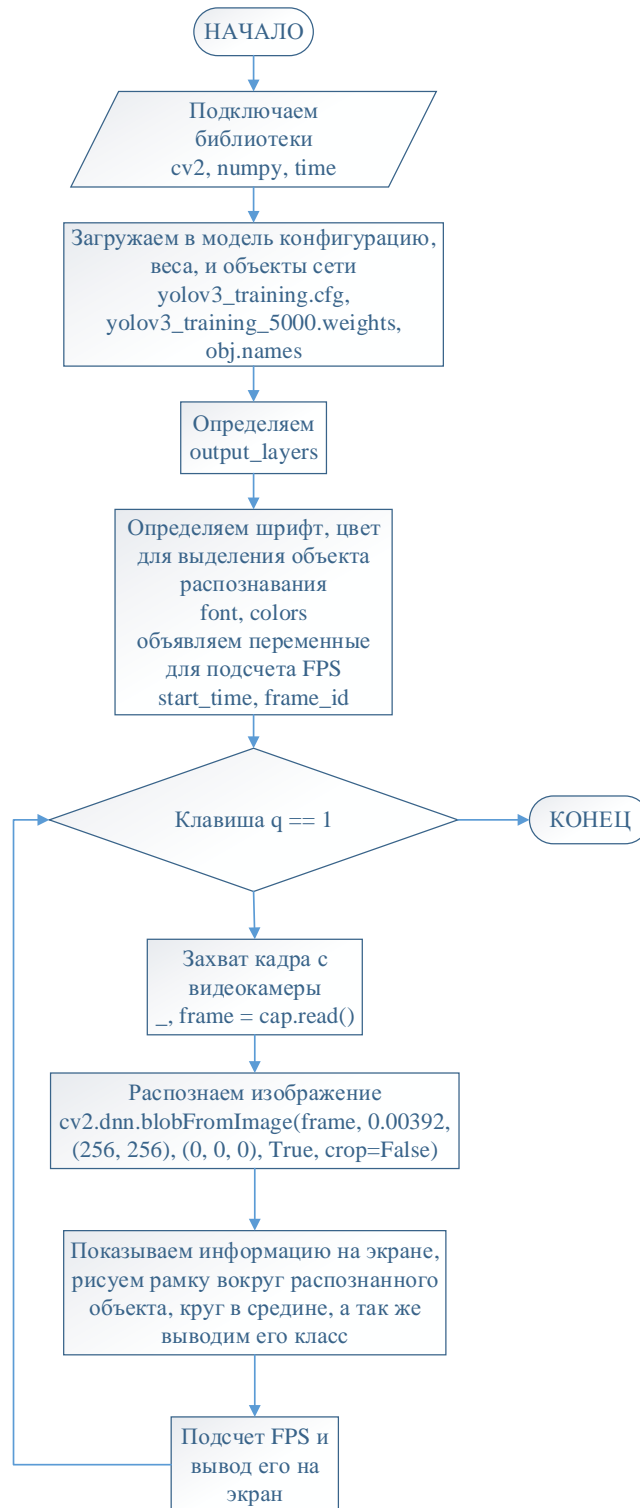 НАЧАЛО
Подключаем
библиотеки
cv2, numpy, time
Загружаем в модель конфигурацию,
веса, и объекты сети
yolov3_training.cfg,
yolov3_training_5000.weights,
obj.names
Определяем
output_layers
Определяем шрифт, цвет
для выделения объекта
распознавания
font, colors
объявляем переменные
для подсчета FPS
start_time, frame_id
Клавиша q == 1
КОНЕЦ
Захват кадра с
видеокамеры
_, frame = cap.read()
Распознаем изображение
cv2.dnn.blobFromImage(frame, 0.00392,
(256, 256), (0, 0, 0), True, crop=False)
Показываем информацию на экране,
рисуем рамку вокруг распознанного
объекта, круг в средине, а так же
выводим его класс
Подсчет FPS и
вывод его на
экран